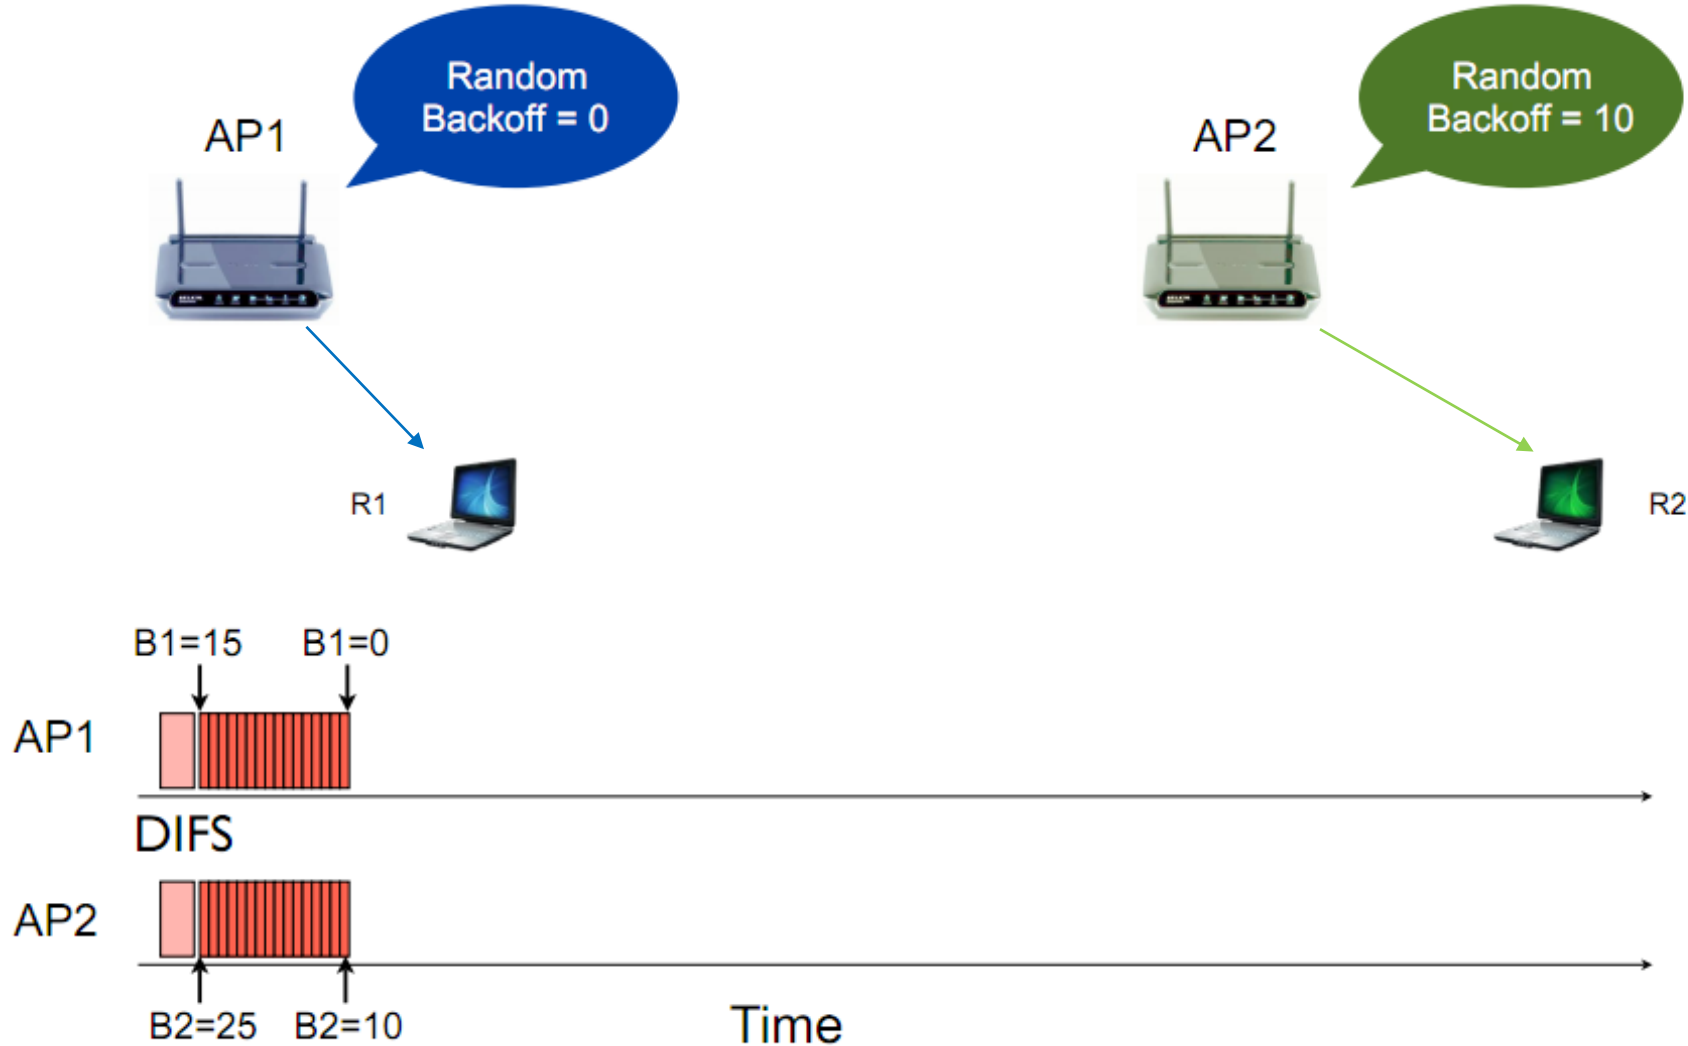 Random
Backoff = 0
AP1
Random
Backoff = 10
AP2
R1
R2
B1=15
B1=0
AP1
DIFS
AP2
B2=25
B2=10
Time